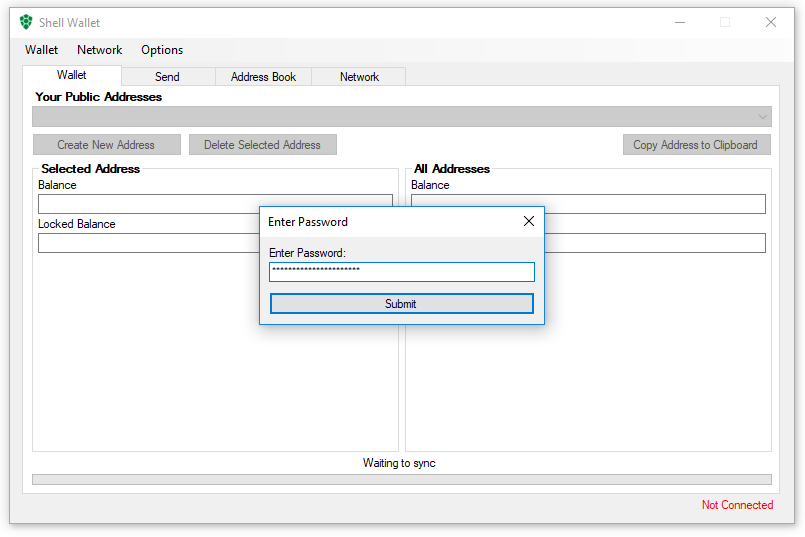 Shell Wallet
Wallet Network Options
Wallet Send Address Book Network
Your Public Addresses
Create New Address Delete Selected Address Copy Address to Clipboard
Selected Address All Addresses
Balance Balance
Locked Balance
Enter Password
Enter Password:
**********************
Submit
Waiting to sync
Not Connected